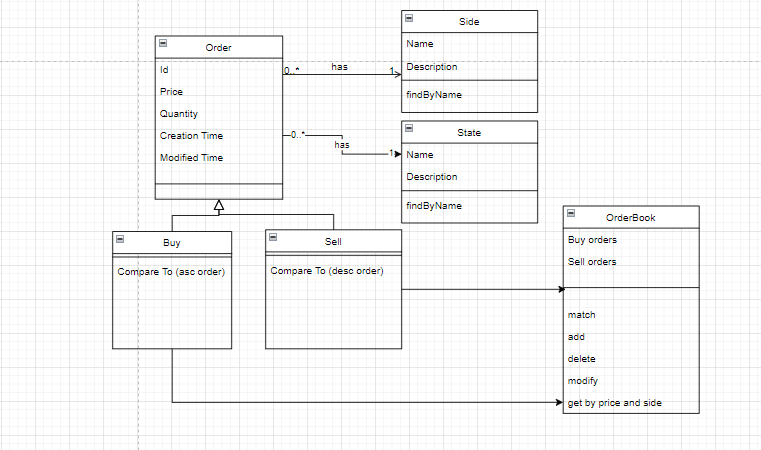 Order
Id
Price
Quantity
Creation Time
Modified Time
0..*
has
1
Side
Name
Description
findByName
0..*
has
1
State
Name
Description
findByName
Buy
Compare To (asc order)
Sell
Compare To (desc order)
OrderBook
Buy orders
Sell orders
match
add
delete
modify
get by price and side